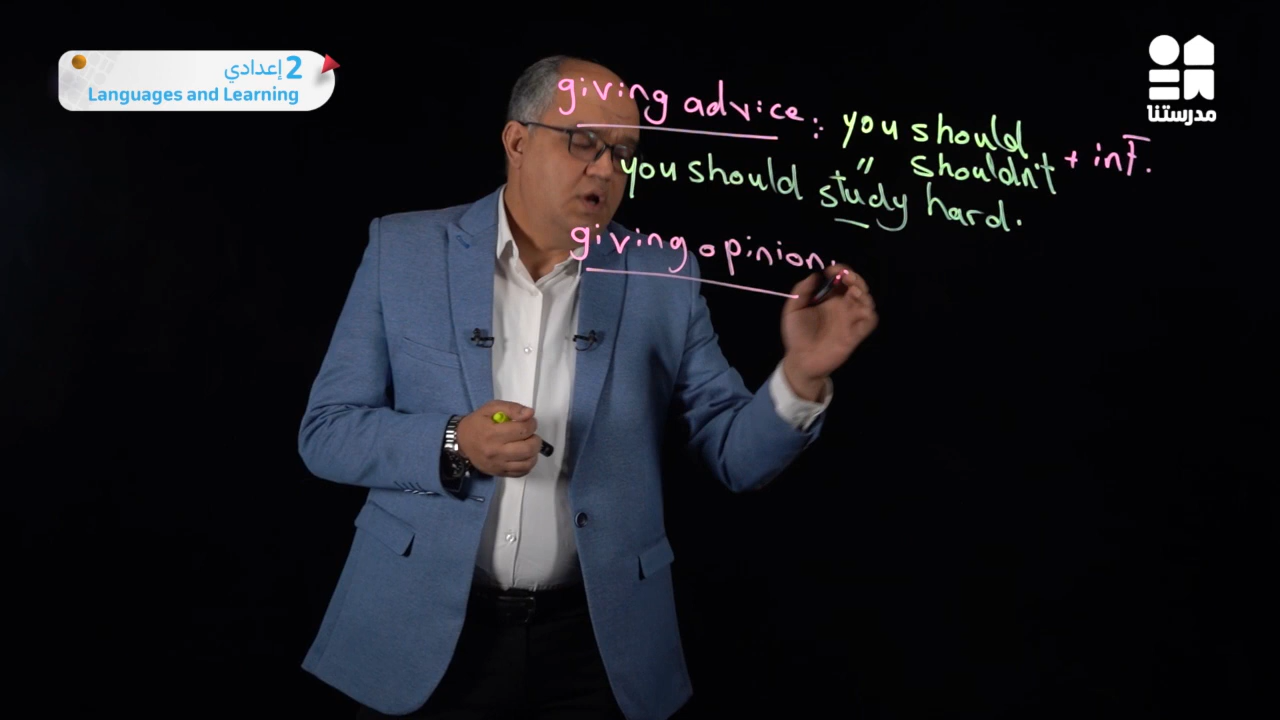 2 إعدادي
Languages and Learning
مدرستنا
giving advice: you should
" shouldn't + inf.
you should study hard.
giving opinion: